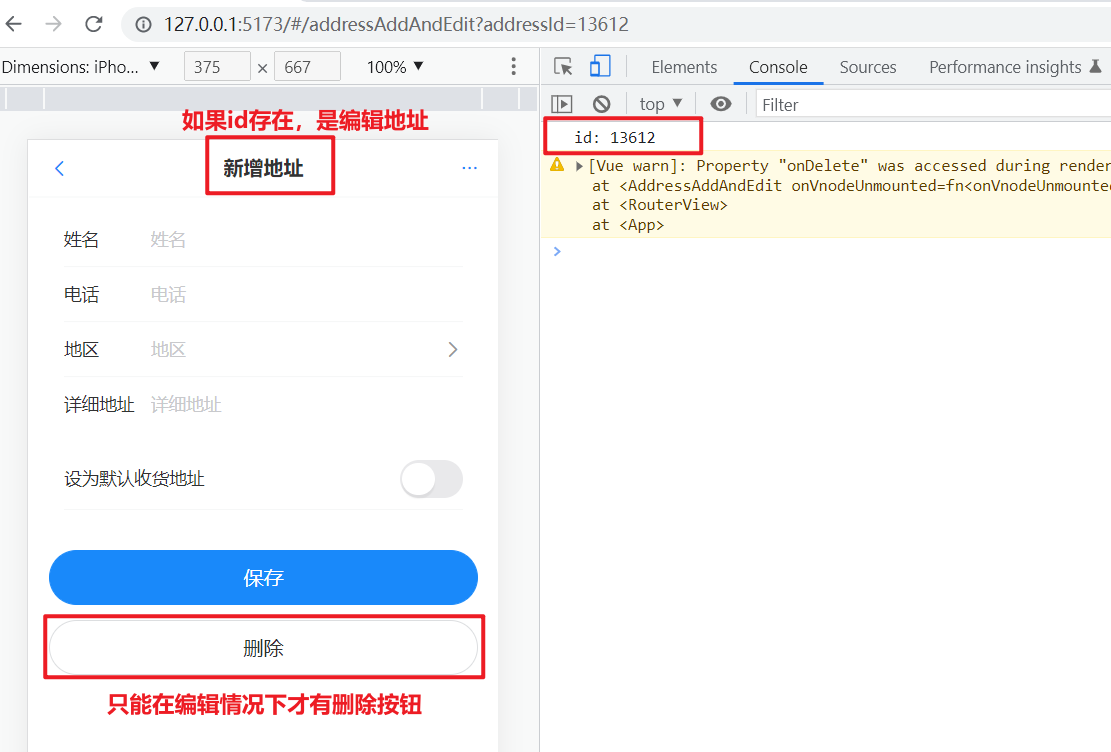 127.0.0.1:5173/#/addressAddAndEdit?addressId=13612
Dimensions: iPho... ▼ 375 × 667 100% ▼
Elements Console Sources Performance insights
top ▼ Filter
如果id存在，是编辑地址
id: 13612
新增地址
[Vue warn]: Property "onDelete" was accessed during render
at <AddressAddAndEdit onVnodeUnmounted=fn<onVnodeUnmounted
at <RouterView>
at <App>
姓名 姓名
电话 电话
地区 地区
详细地址 详细地址
设为默认收货地址
保存
删除
只能在编辑情况下才有删除按钮